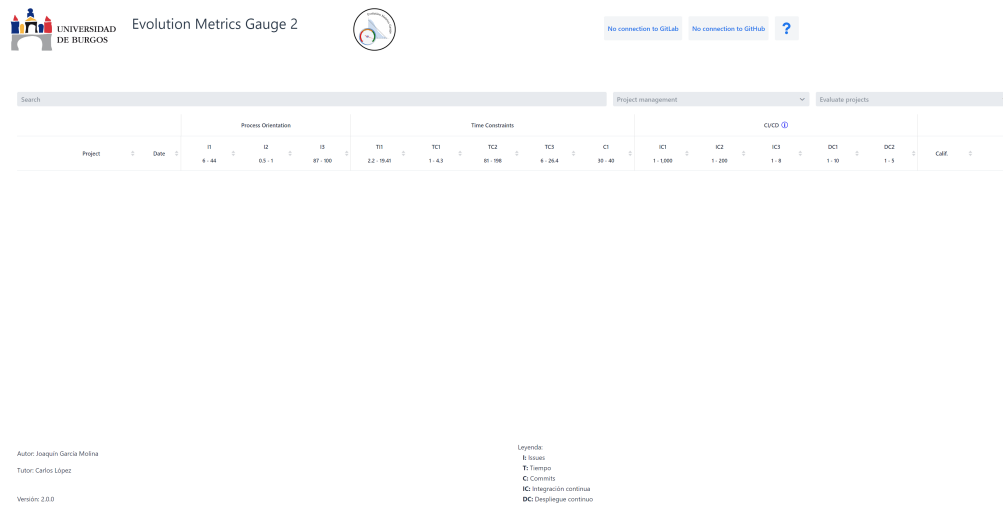 UNIVERSIDAD
DE BURGOS
Evolution Metrics Gauge 2
No connection to GitLab
No connection to GitHub
?
Search
Project management
Evaluate projects
Process Orientation
Time Constraints
CI/CD
Project
Date
I1
6 - 44
I2
0.5 - 1
I3
87 - 100
TI1
2.2 - 19.41
TC1
1 - 4.3
TC2
81 - 198
TC3
6 - 26.4
C1
30 - 40
IC1
1 - 1,000
IC2
1 - 200
IC3
1 - 8
DC1
1 - 10
DC2
1 - 5
Calif.
Autor: Joaquín García Molina
Tutor: Carlos López
Versión: 2.0.0
Leyenda:
I: Issues
T: Tiempo
C: Commits
IC: Integración continua
DC: Despliegue continuo